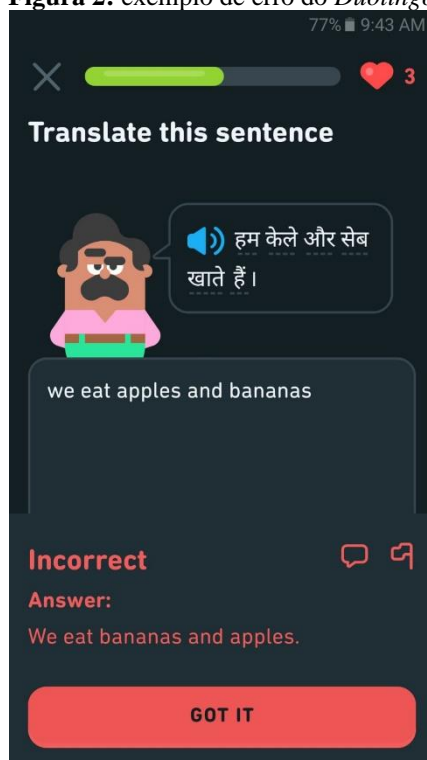 Figura 2: exemplo de erro do Duolingo
77% 9:43 AM
3
Translate this sentence
हम केले और सेब
खाते हैं।
we eat apples and bananas
Incorrect
Answer:
We eat bananas and apples.
GOT IT